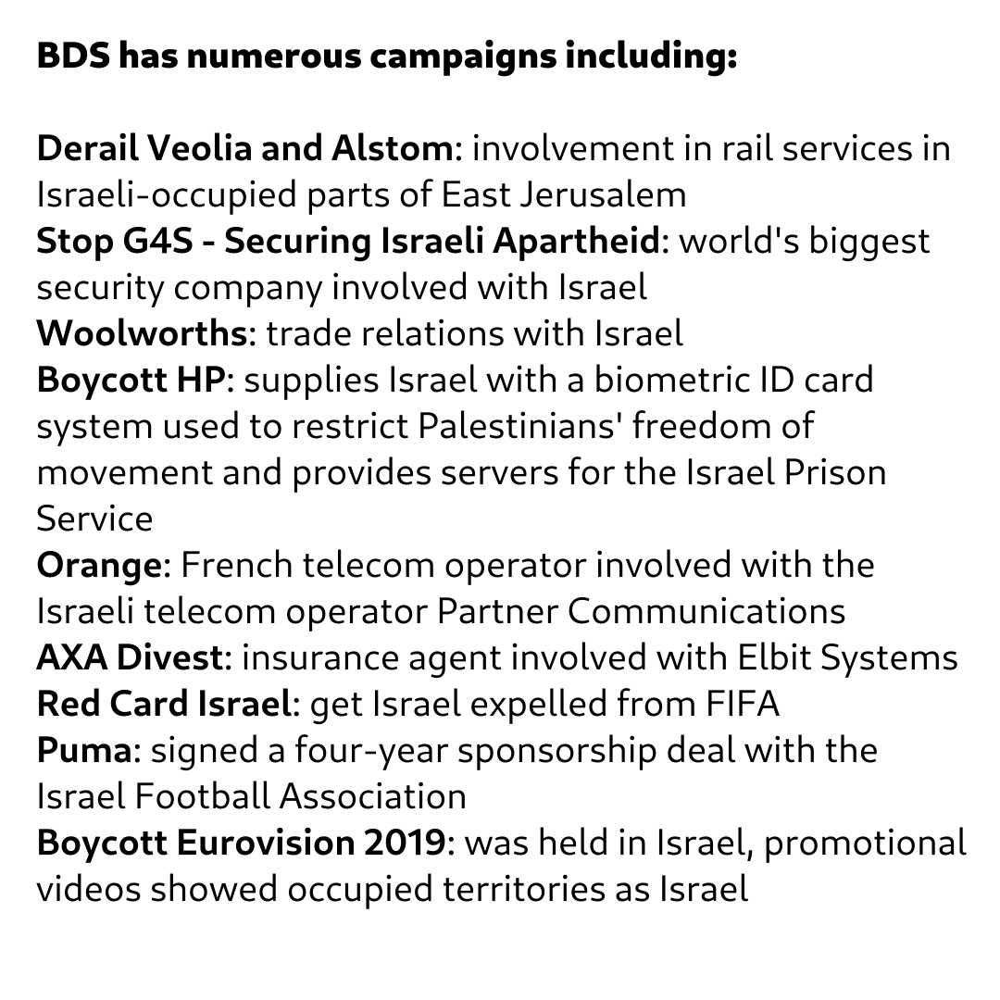 BDS has numerous campaigns including:
Derail Veolia and Alstom: involvement in rail services in
Israeli-occupied parts of East Jerusalem
Stop G4S - Securing Israeli Apartheid: world's biggest
security company involved with Israel
Woolworths: trade relations with Israel
Boycott HP: supplies Israel with a biometric ID card
system used to restrict Palestinians' freedom of
movement and provides servers for the Israel Prison
Service
Orange: French telecom operator involved with the
Israeli telecom operator Partner Communications
AXA Divest: insurance agent involved with Elbit Systems
Red Card Israel: get Israel expelled from FIFA
Puma: signed a four-year sponsorship deal with the
Israel Football Association
Boycott Eurovision 2019: was held in Israel, promotional
videos showed occupied territories as Israel